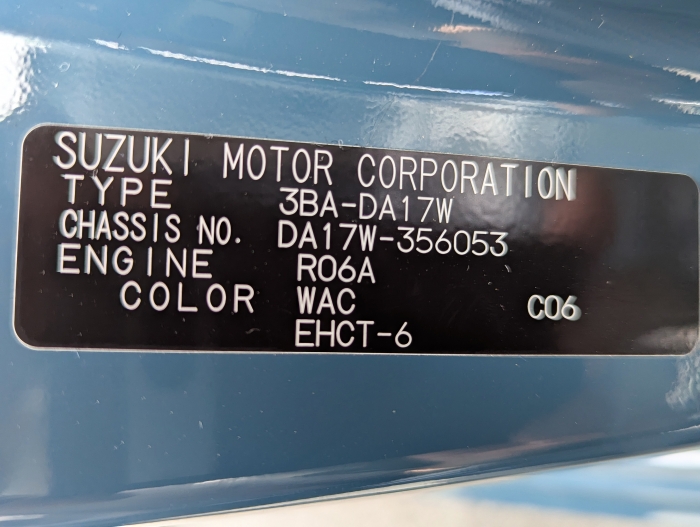 SUZUKI MOTOR CORPORATION
TYPE 3BA-DA17W
CHASSIS NO. DA17W-356053
ENGINE R06A
COLOR WAC C06
EHCT-6